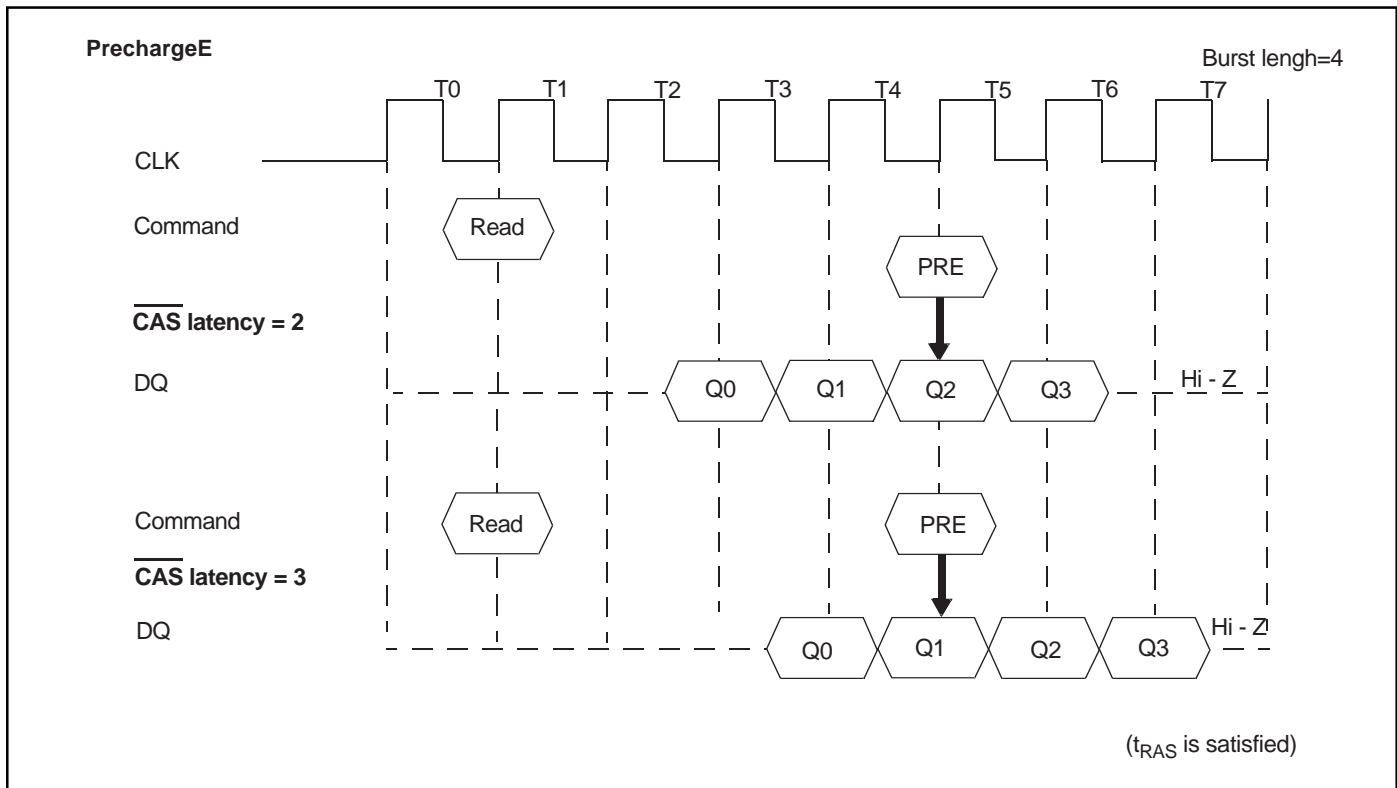 PrechargeE
Burst lengh=4
T0 T1 T2 T3 T4 T5 T6 T7
CLK
Command
Read
PRE
CAS latency = 2
DQ
Q0 Q1 Q2 Q3
Hi - Z
Command
Read
PRE
CAS latency = 3
DQ
Q0 Q1 Q2 Q3
Hi - Z
(tRAS is satisfied)